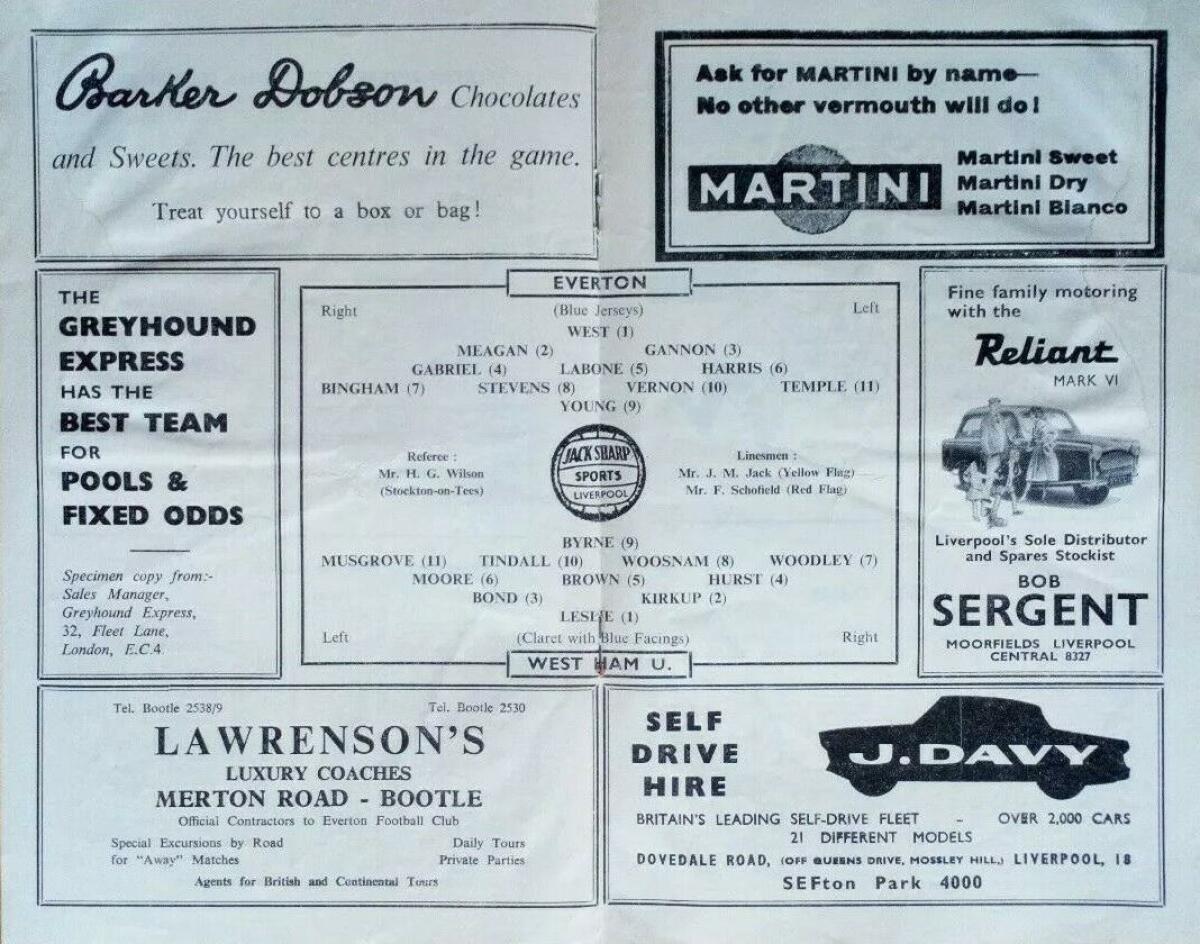 Barker Dobson Chocolates
and Sweets. The best centres in the game.
Treat yourself to a box or bag!
Ask for MARTINI by name—
No other vermouth will do!
MARTINI
Martini Sweet
Martini Dry
Martini Bianco
THE
GREYHOUND
EXPRESS
HAS THE
BEST TEAM
FOR
POOLS &
FIXED ODDS
Specimen copy from:-
Sales Manager,
Greyhound Express,
32, Fleet Lane,
London, E.C.4.
EVERTON
Right (Blue Jerseys) Left
WEST (1)
MEAGAN (2) GANNON (3)
GABRIEL (4) LABONE (5) HARRIS (6)
BINGHAM (7) STEVENS (8) VERNON (10) TEMPLE (11)
YOUNG (9)
Referee :
Mr. H. G. Wilson
(Stockton-on-Tees)
JACK SHARP
SPORTS
LIVERPOOL
Linesmen :
Mr. J. M. Jack (Yellow Flag)
Mr. F. Schofield (Red Flag)
BYRNE (9)
MUSGROVE (11) TINDALL (10) WOOSNAM (8) WOODLEY (7)
MOORE (6) BROWN (5) HURST (4)
BOND (3) KIRKUP (2)
LESLIE (1)
Left (Claret with Blue Facings) Right
WEST HAM U.
Fine family motoring
with the
Reliant
MARK VI
Liverpool's Sole Distributor
and Spares Stockist
BOB
SERGENT
MOORFIELDS LIVERPOOL
CENTRAL 8327
Tel. Bootle 2538/9 Tel. Bootle 2530
LAWRENSON'S
LUXURY COACHES
MERTON ROAD - BOOTLE
Official Contractors to Everton Football Club
Special Excursions by Road Daily Tours
for "Away" Matches Private Parties
Agents for British and Continental Tours
SELF
DRIVE
HIRE
J. DAVY
BRITAIN'S LEADING SELF-DRIVE FLEET – OVER 2,000 CARS
21 DIFFERENT MODELS
DOVEDALE ROAD, (OFF QUEENS DRIVE, MOSSLEY HILL,) LIVERPOOL, 18
SEFton Park 4000